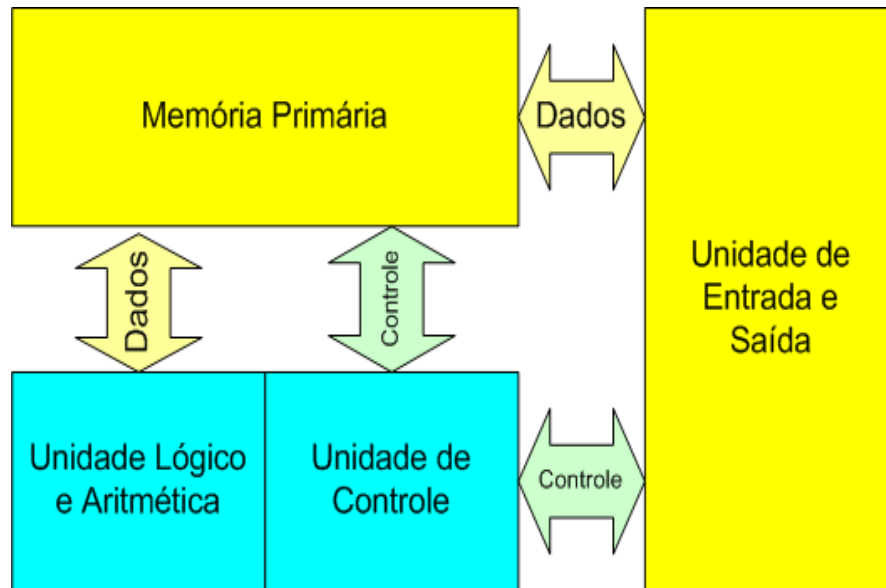 Memória Primária
Dados
Dados
Controle
Unidade de
Entrada e
Saída
Unidade Lógico
e Aritmética
Unidade de
Controle
Controle